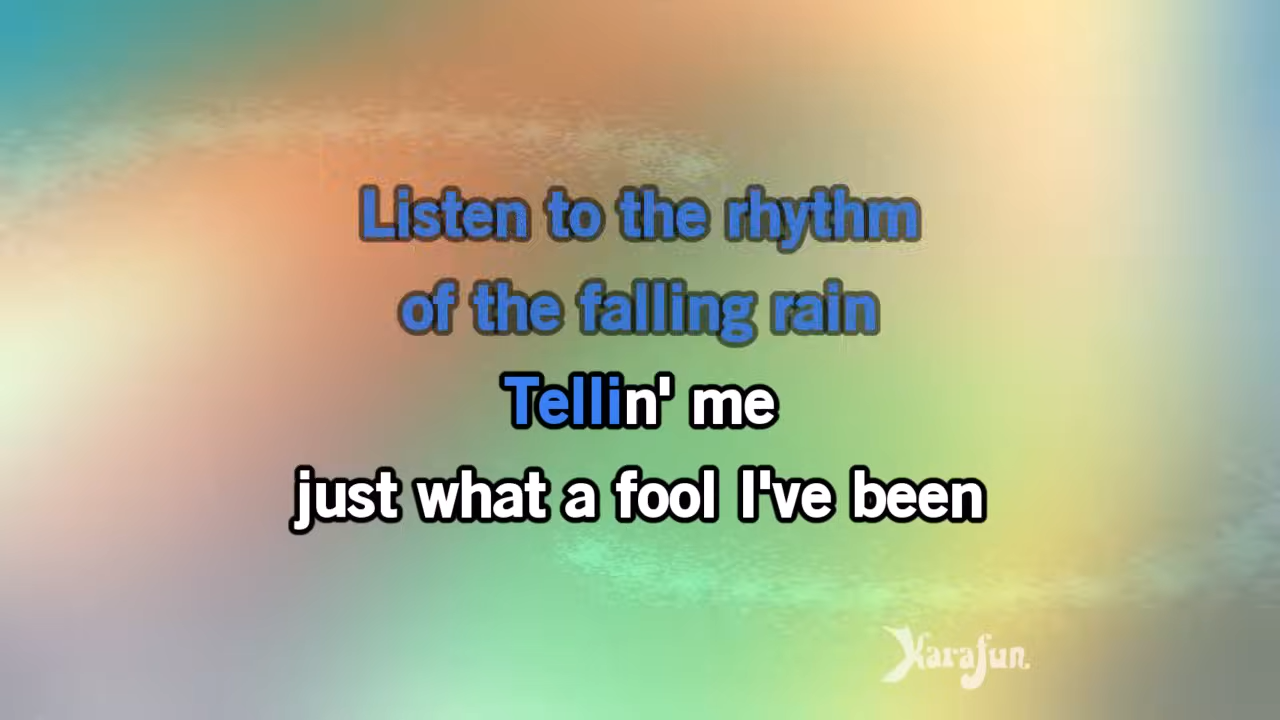 Listen to the rhythm
of the falling rain
Tellin' me
just what a fool I've been
Karafun